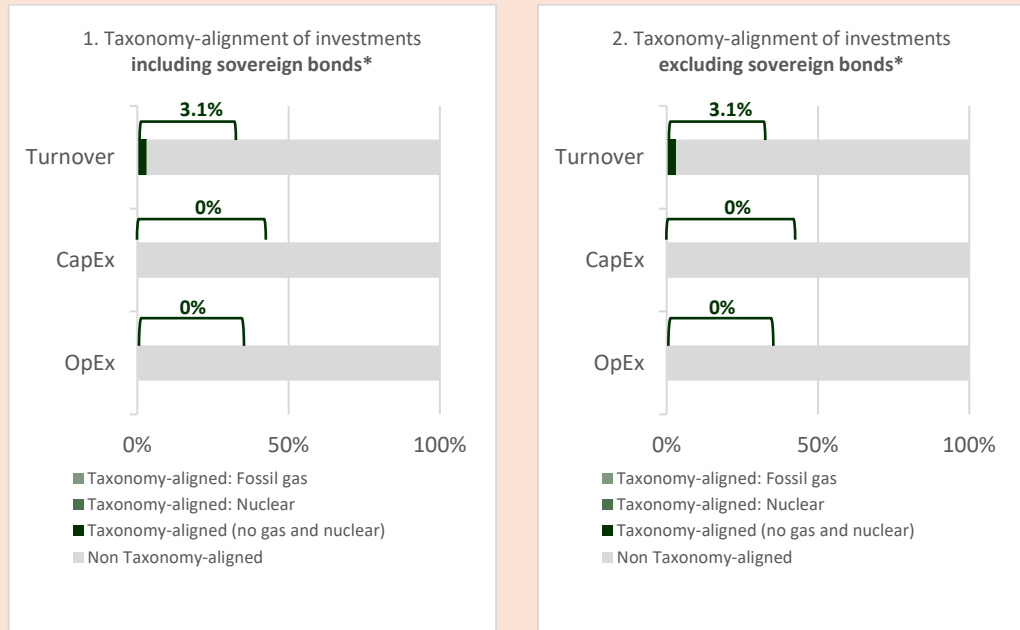 1. Taxonomy-alignment of investments
including sovereign bonds*
3.1%
Turnover
0%
CapEx
0%
OpEx
0% 50% 100%
Taxonomy-aligned: Fossil gas
Taxonomy-aligned: Nuclear
Taxonomy-aligned (no gas and nuclear)
Non Taxonomy-aligned
2. Taxonomy-alignment of investments
excluding sovereign bonds*
3.1%
Turnover
0%
CapEx
0%
OpEx
0% 50% 100%
Taxonomy-aligned: Fossil gas
Taxonomy-aligned: Nuclear
Taxonomy-aligned (no gas and nuclear)
Non Taxonomy-aligned